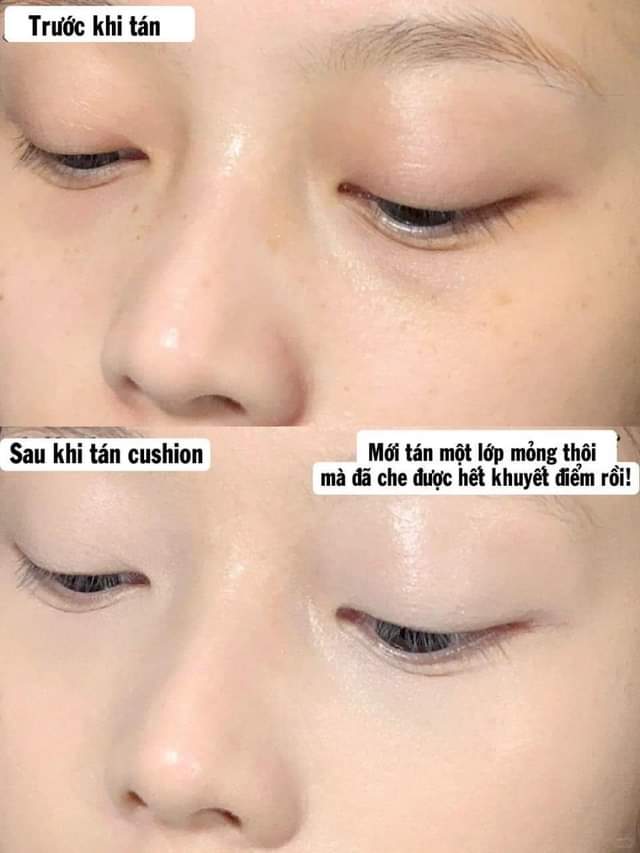 Trước khi tán
Sau khi tán cushion
Mới tán một lớp mỏng thôi
mà đã che được hết khuyết điểm rồi!